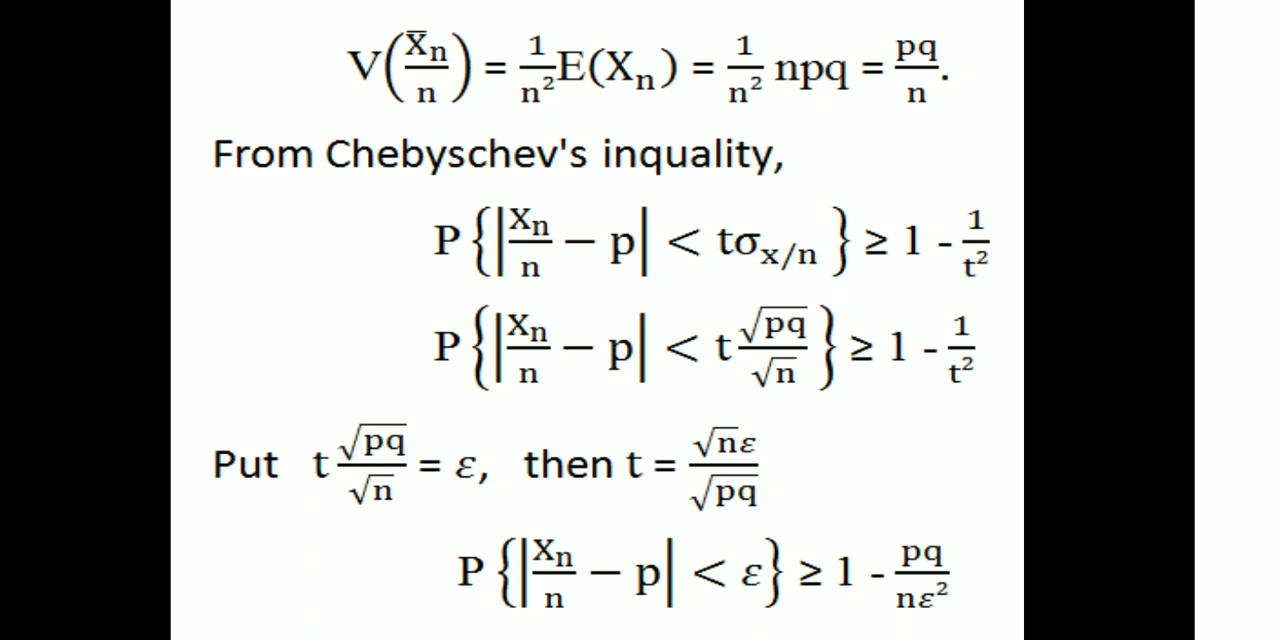 V(X̄ₙ/n) = 1/n² E(Xₙ) = 1/n² npq = pq/n.
From Chebyschev's inquality,
P{|Xₙ/n − p| < tσₓ/ₙ} ≥ 1 - 1/t²
P{|Xₙ/n − p| < t √pq/√n} ≥ 1 - 1/t²
Put t √pq/√n = ε, then t = √nε/√pq
P{|Xₙ/n − p| < ε} ≥ 1 - pq/nε²